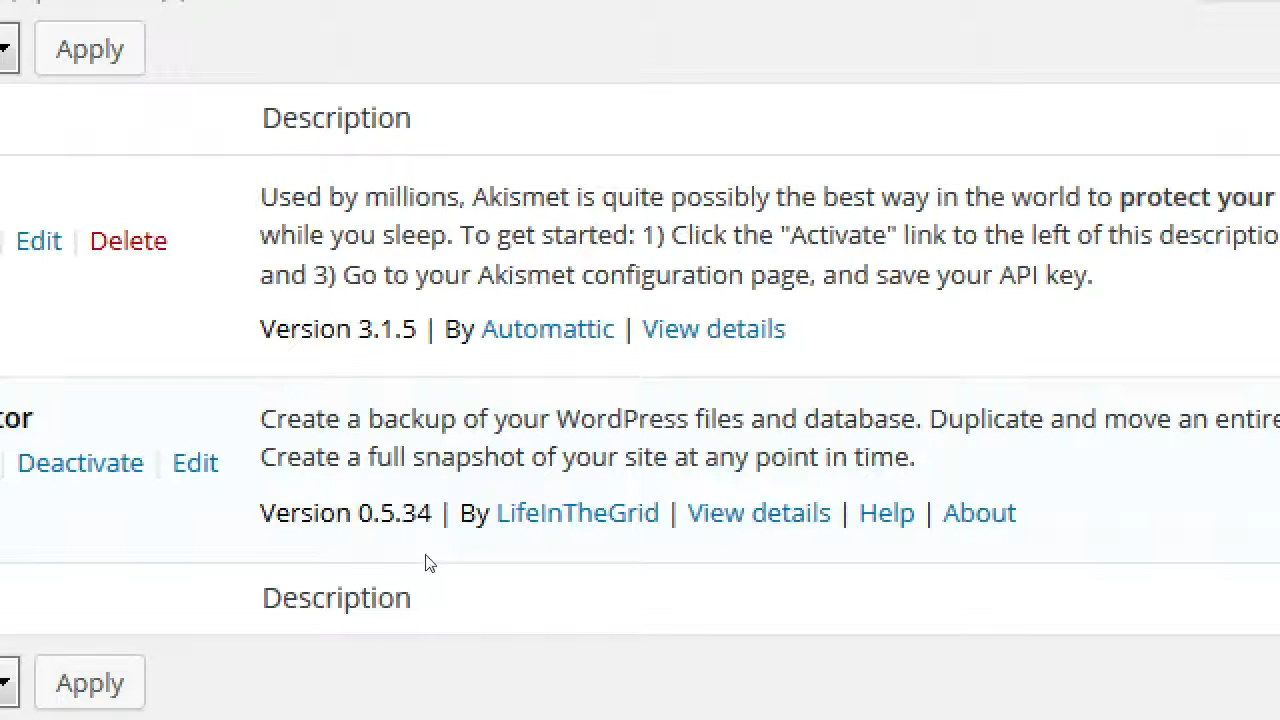 Apply
Description
Used by millions, Akismet is quite possibly the best way in the world to protect your
Edit | Delete
while you sleep. To get started: 1) Click the "Activate" link to the left of this descriptio
and 3) Go to your Akismet configuration page, and save your API key.
Version 3.1.5 | By Automattic | View details
tor
Create a backup of your WordPress files and database. Duplicate and move an entire
Deactivate | Edit
Create a full snapshot of your site at any point in time.
Version 0.5.34 | By LifeInTheGrid | View details | Help | About
Description
Apply